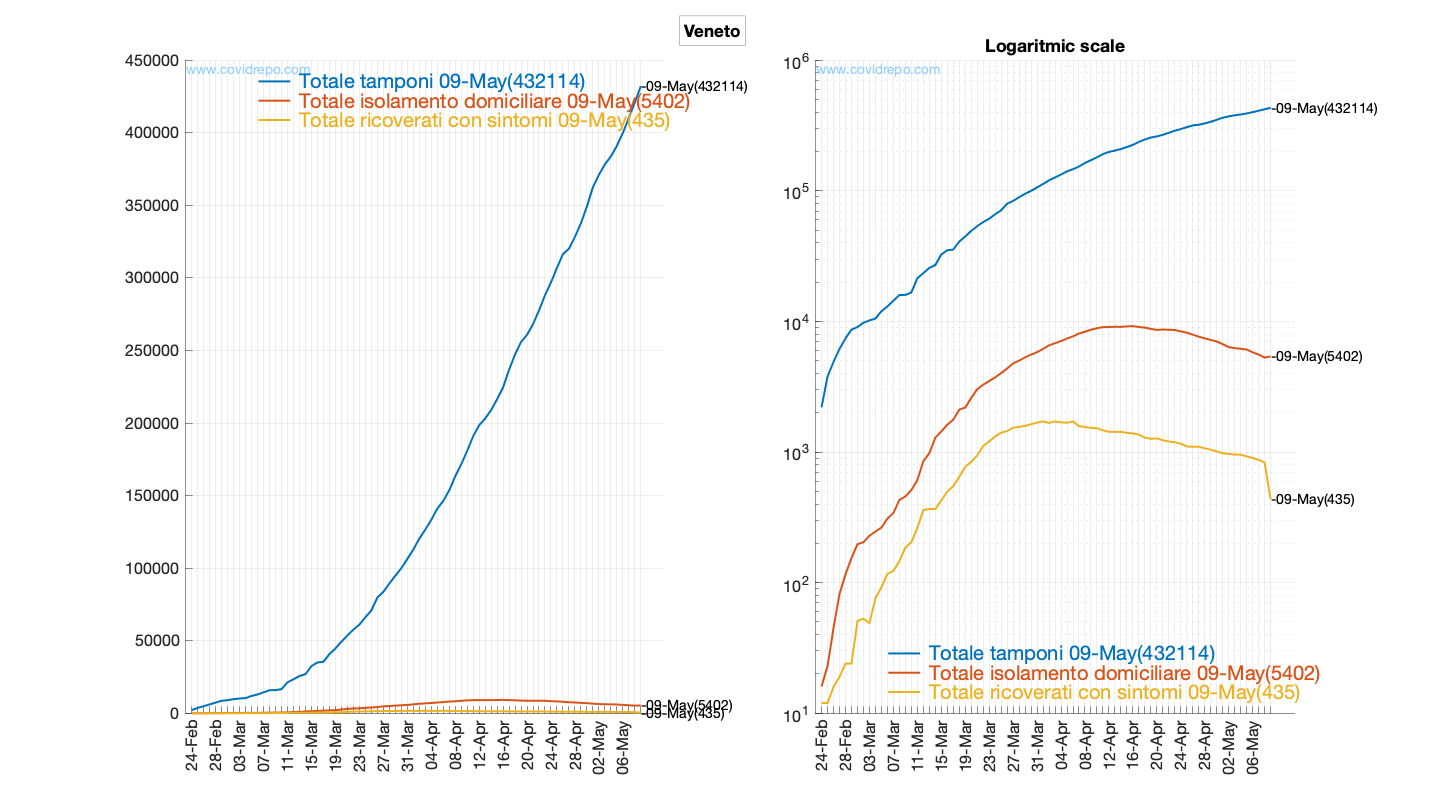 Veneto
www.covidrepo.com
Totale tamponi 09-May(432114)
Totale isolamento domiciliare 09-May(5402)
Totale ricoverati con sintomi 09-May(435)
-09-May(432114)
-09-May(5402)
-09-May(435)
450000
400000
350000
300000
250000
200000
150000
100000
50000
0
24-Feb
28-Feb
03-Mar
07-Mar
11-Mar
15-Mar
19-Mar
23-Mar
27-Mar
31-Mar
04-Apr
08-Apr
12-Apr
16-Apr
20-Apr
24-Apr
28-Apr
02-May
06-May
Logaritmic scale
www.covidrepo.com
10^6
10^5
10^4
10^3
10^2
10^1
-09-May(432114)
-09-May(5402)
-09-May(435)
Totale tamponi 09-May(432114)
Totale isolamento domiciliare 09-May(5402)
Totale ricoverati con sintomi 09-May(435)
24-Feb
28-Feb
03-Mar
07-Mar
11-Mar
15-Mar
19-Mar
23-Mar
27-Mar
31-Mar
04-Apr
08-Apr
12-Apr
16-Apr
20-Apr
24-Apr
28-Apr
02-May
06-May